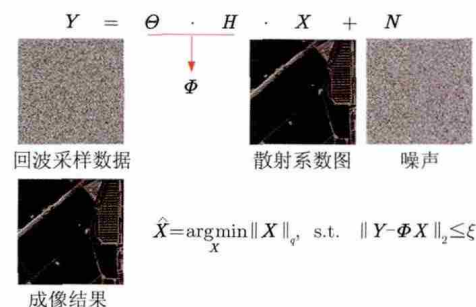 Y = Θ · H · X + N
Φ
回波采样数据 散射系数图 噪声
X̂=argmin‖X‖_q, s.t. ‖Y-ΦX‖₂≤ξ
X
成像结果